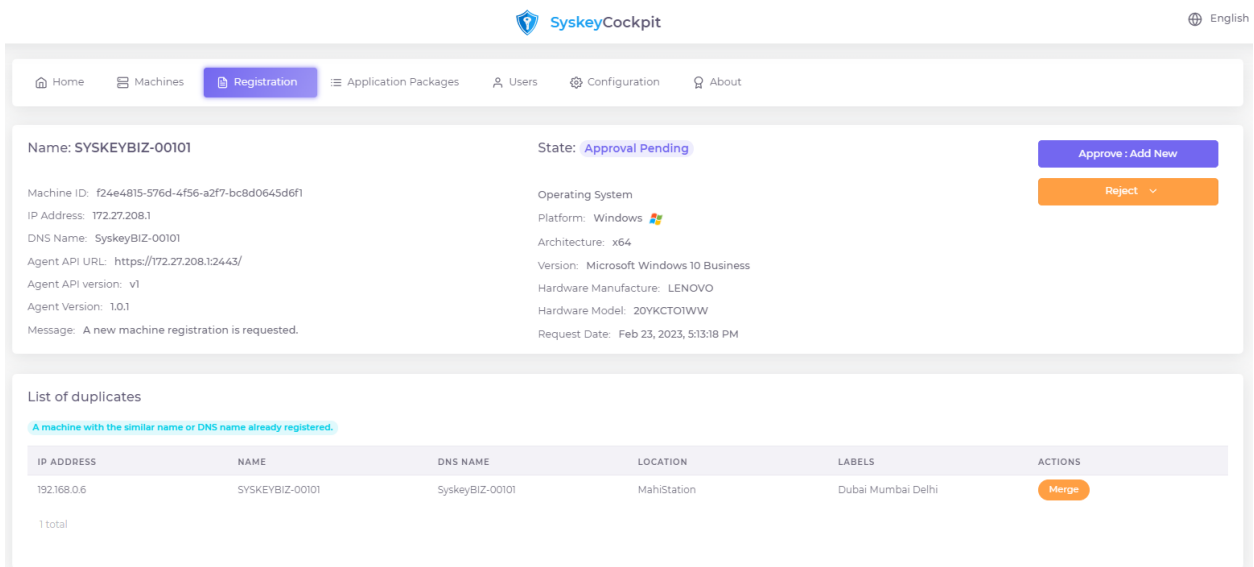 SyskeyCockpit
English
Home Machines Registration Application Packages Users Configuration About
Name: SYSKEYBIZ-00101
Machine ID: f24e4815-576d-4f56-a2f7-bc8d0645d6f1
IP Address: 172.27.208.1
DNS Name: SyskeyBIZ-00101
Agent API URL: https://172.27.208.1:2443/
Agent API version: v1
Agent Version: 1.0.1
Message: A new machine registration is requested.
State: Approval Pending
Operating System
Platform: Windows
Architecture: x64
Version: Microsoft Windows 10 Business
Hardware Manufacture: LENOVO
Hardware Model: 20YKCTO1WW
Request Date: Feb 23, 2023, 5:13:18 PM
Approve : Add New
Reject
List of duplicates
A machine with the similar name or DNS name already registered.
IP ADDRESS NAME DNS NAME LOCATION LABELS ACTIONS
192.168.0.6 SYSKEYBIZ-00101 SyskeyBIZ-00101 MahiStation Dubai Mumbai Delhi Merge
1 total